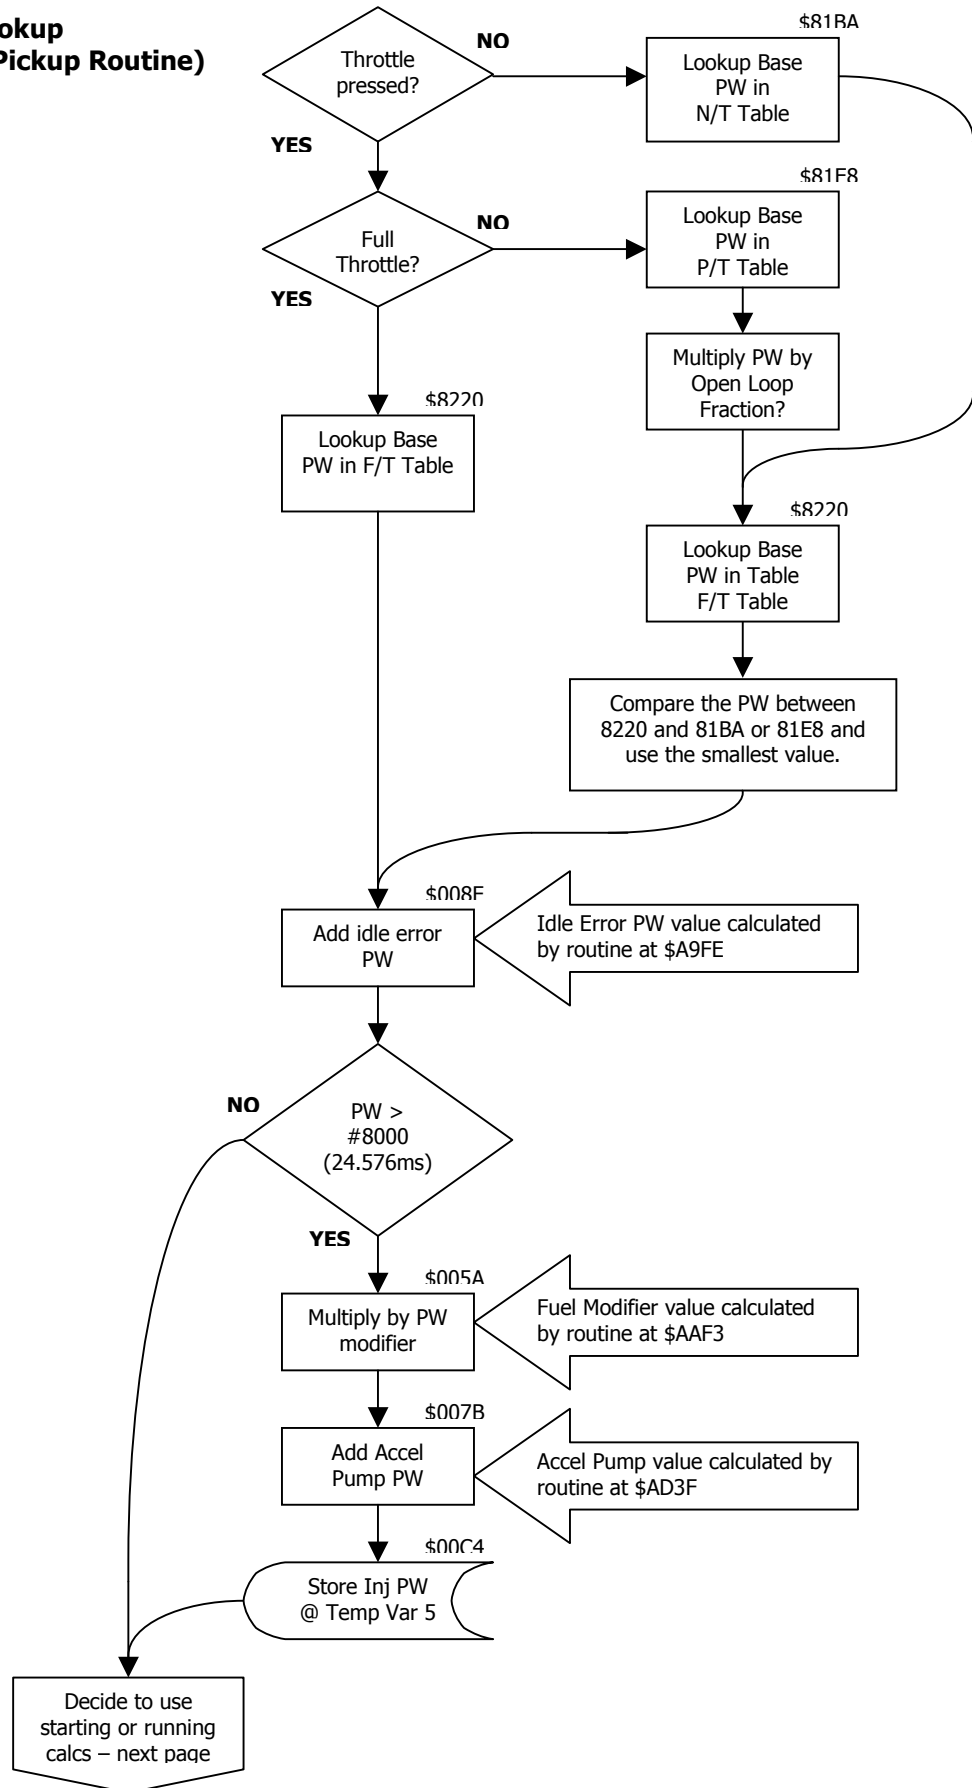 ookup
Pickup Routine)
Throttle
pressed?
NO
YES
$81BA
Lookup Base
PW in
N/T Table
Full
Throttle?
NO
YES
$81E8
Lookup Base
PW in
P/T Table
Multiply PW by
Open Loop
Fraction?
$8220
Lookup Base
PW in F/T Table
$8220
Lookup Base
PW in Table
F/T Table
Compare the PW between
8220 and 81BA or 81E8 and
use the smallest value.
$008F
Add idle error
PW
Idle Error PW value calculated
by routine at $A9FE
NO
PW >
#8000
(24.576ms)
YES
$005A
Multiply by PW
modifier
Fuel Modifier value calculated
by routine at $AAF3
$007B
Add Accel
Pump PW
Accel Pump value calculated by
routine at $AD3F
$00C4
Store Inj PW
@ Temp Var 5
Decide to use
starting or running
calcs – next page